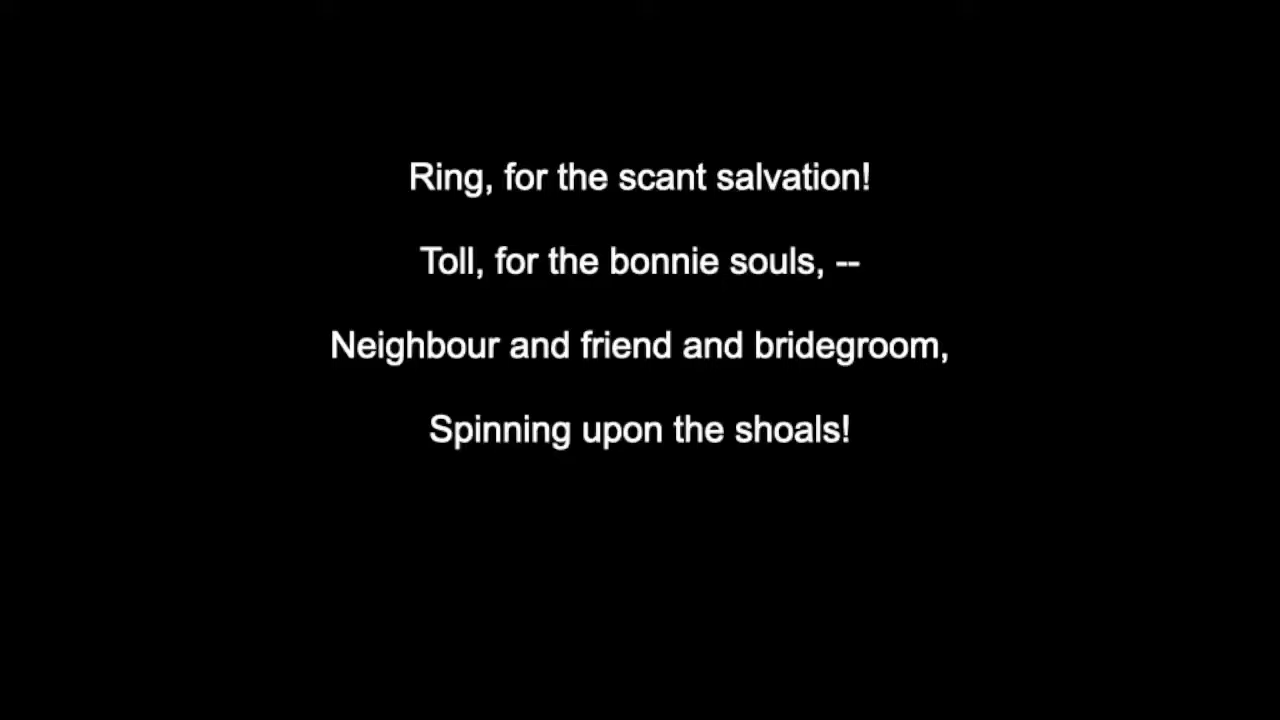 Ring, for the scant salvation!
Toll, for the bonnie souls, --
Neighbour and friend and bridegroom,
Spinning upon the shoals!